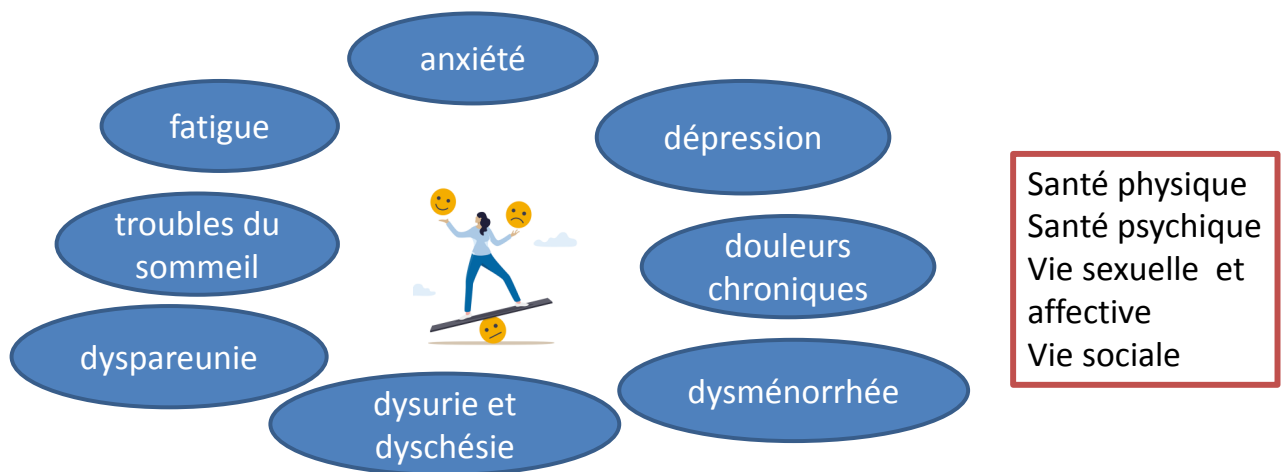 anxiété
fatigue
dépression
troubles du
sommeil
douleurs
chroniques
dyspareunie
dysménorrhée
dysurie et
dyschésie
Santé physique
Santé psychique
Vie sexuelle et
affective
Vie sociale